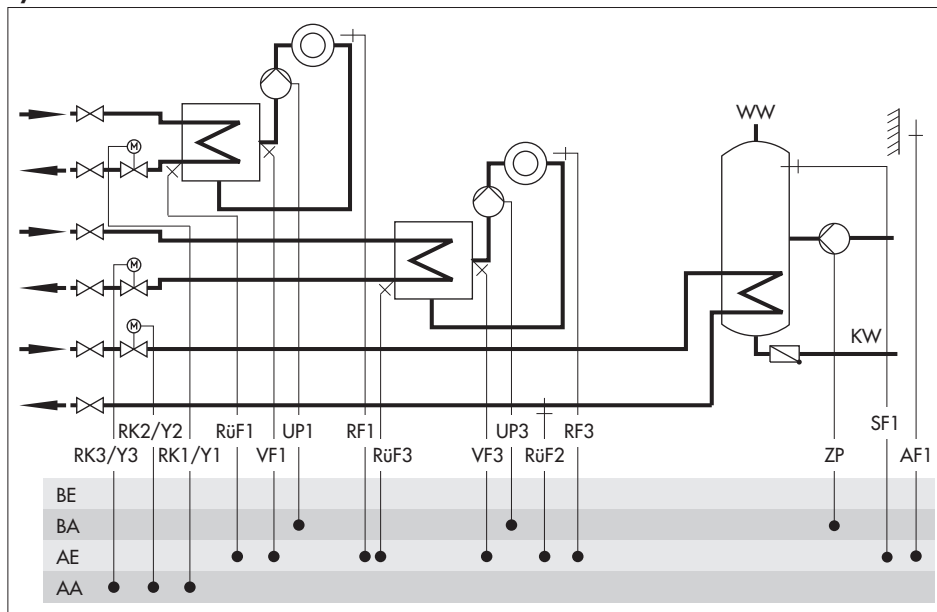 M
WW
M
M
KW
RK2/Y2 RüF1 UP1 RF1 UP3 RF3 SF1
RK3/Y3 RK1/Y1 VF1 RüF3 VF3 RüF2 ZP AF1
BE
BA
AE
AA